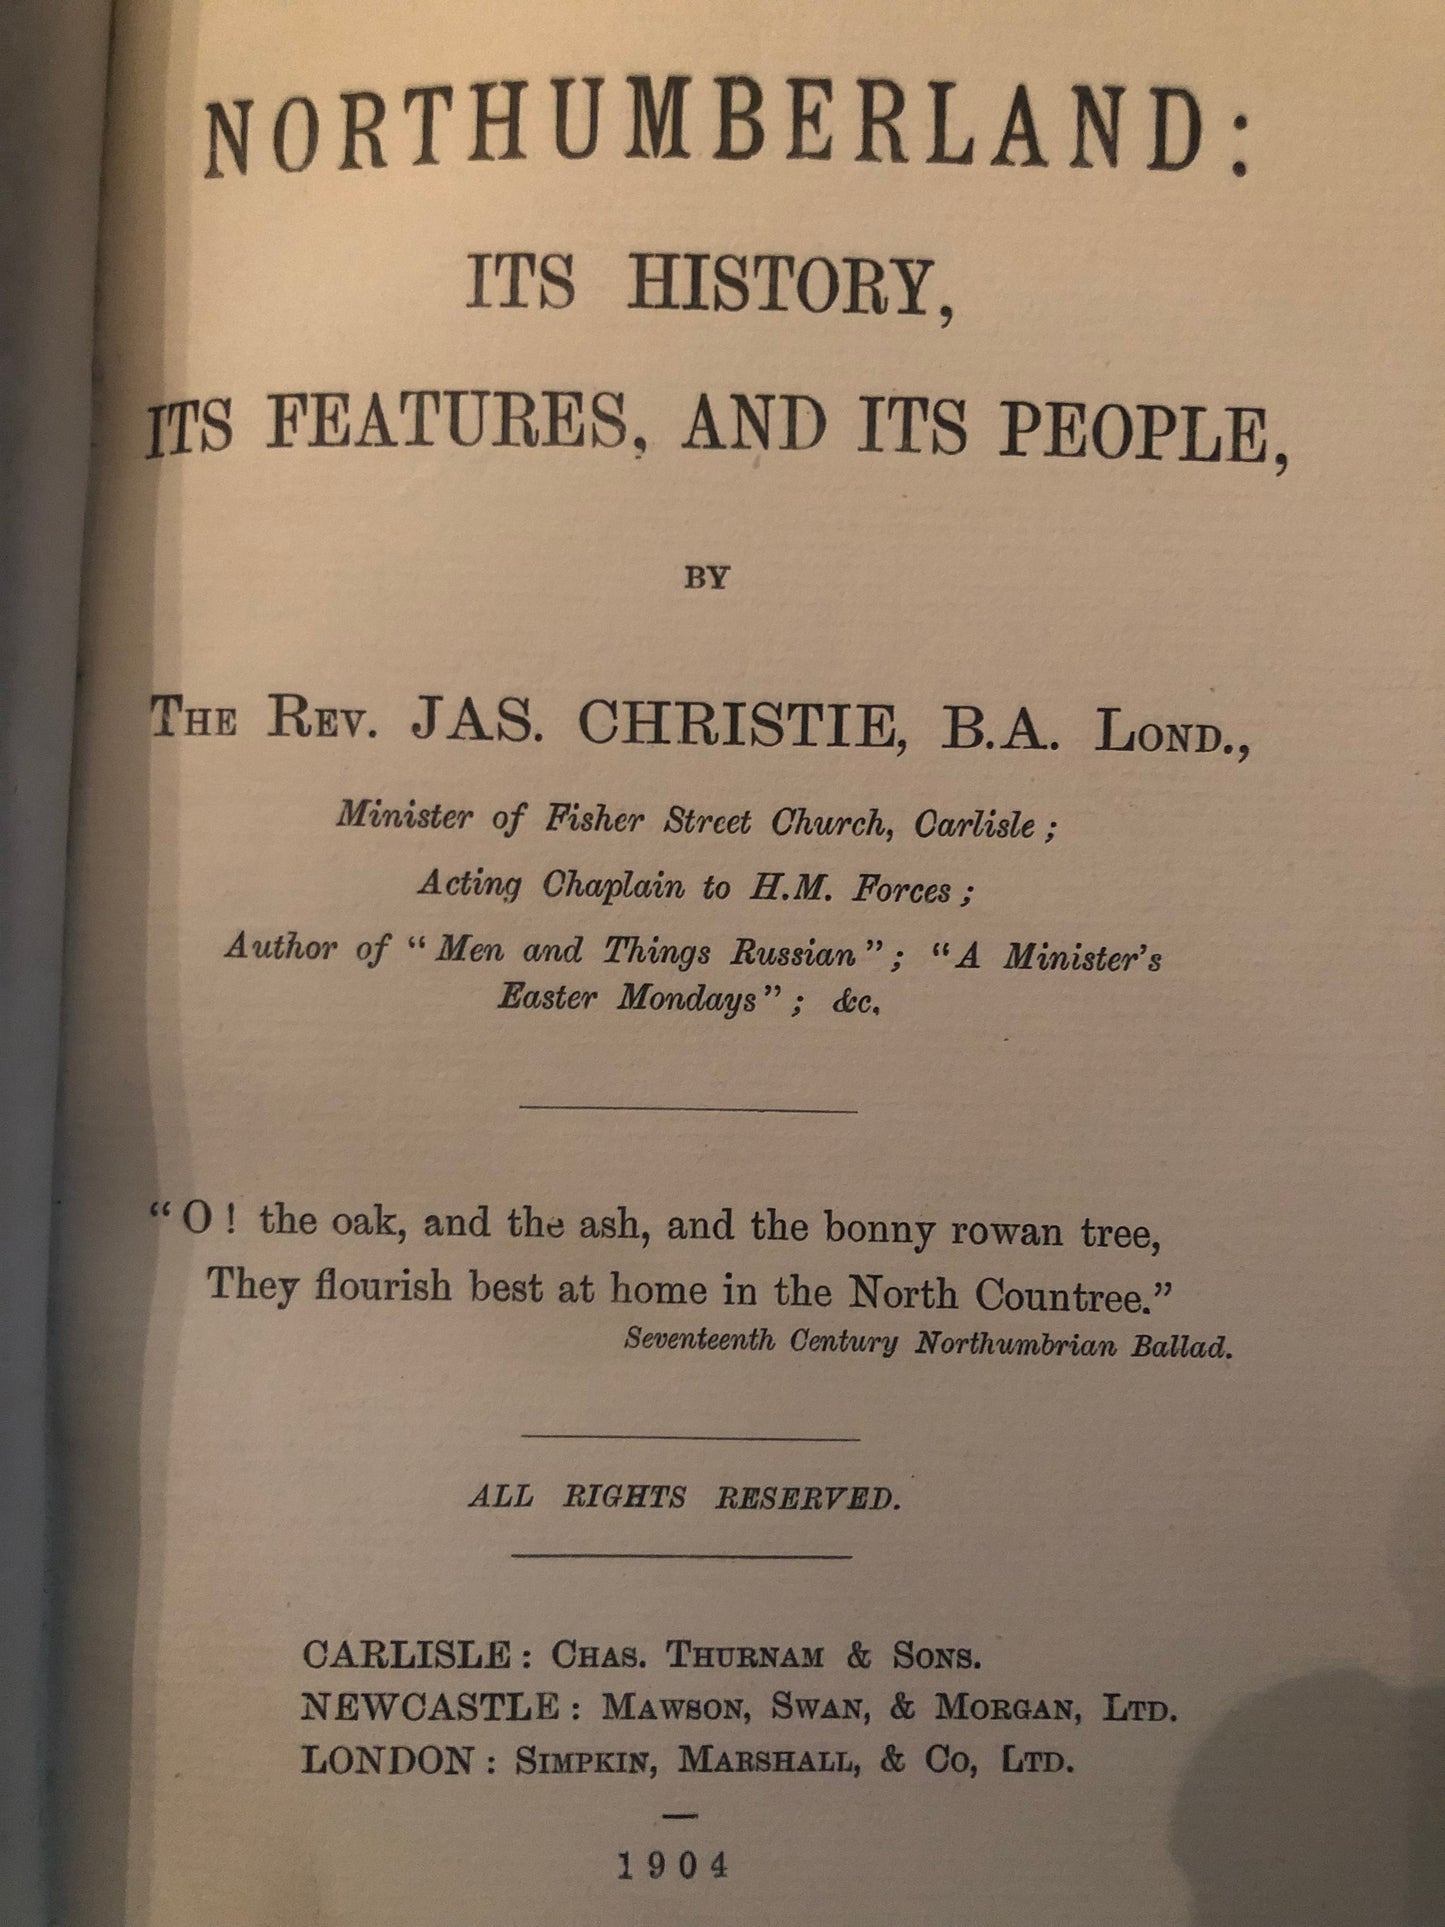 NORTHUMBERLAND:
ITS HISTORY,
ITS FEATURES, AND ITS PEOPLE,
BY
THE REV. JAS. CHRISTIE, B.A. LOND.,
Minister of Fisher Street Church, Carlisle ;
Acting Chaplain to H.M. Forces ;
Author of " Men and Things Russian" ; "A Minister's
Easter Mondays" ; &c.
"O ! the oak, and the ash, and the bonny rowan tree,
They flourish best at home in the North Countree."
Seventeenth Century Northumbrian Ballad.
ALL RIGHTS RESERVED.
CARLISLE : CHAS. THURNAM & SONS.
NEWCASTLE : MAWSON, SWAN, & MORGAN, LTD.
LONDON : SIMPKIN, MARSHALL, & CO, LTD.
1904